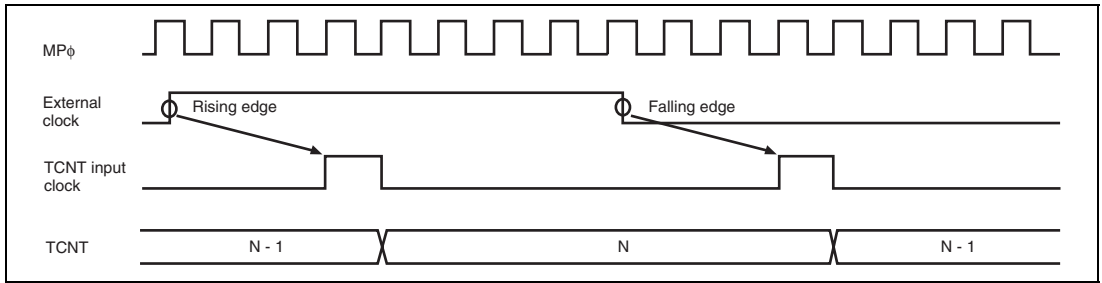 MPϕ
External
clock
Rising edge
Falling edge
TCNT input
clock
TCNT
N - 1
N
N - 1